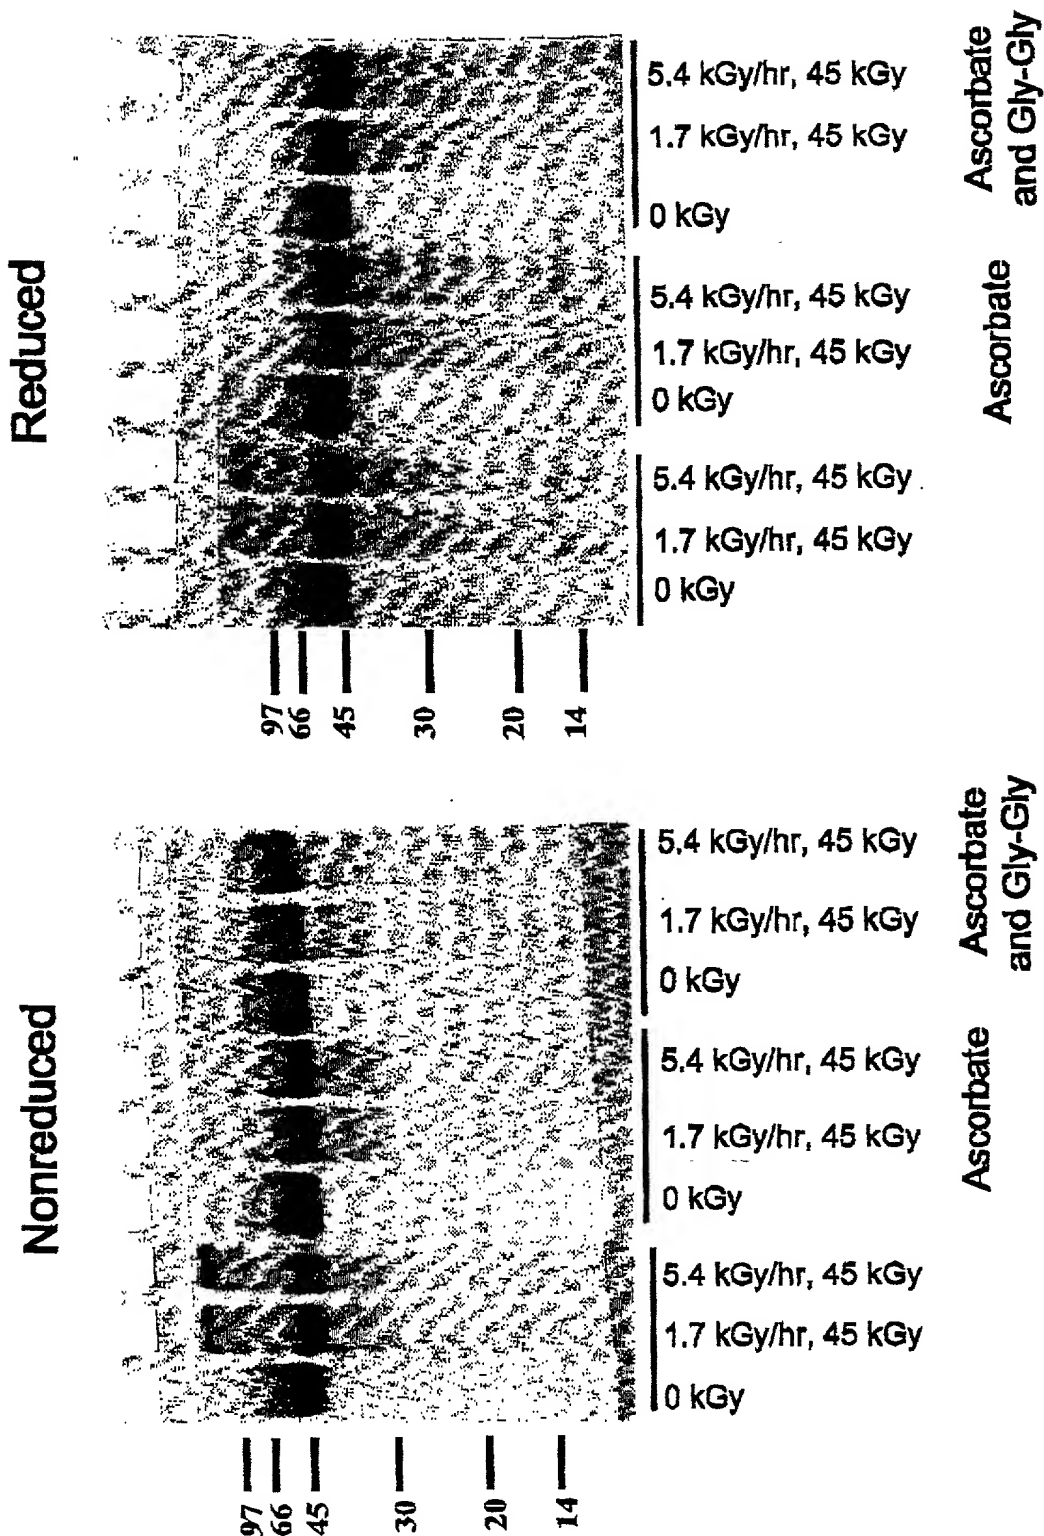 Reduced
97
66
45
30
20
14
0 kGy
1.7 kGy/hr, 45 kGy
5.4 kGy/hr, 45 kGy
0 kGy
1.7 kGy/hr, 45 kGy
5.4 kGy/hr, 45 kGy
0 kGy
1.7 kGy/hr, 45 kGy
5.4 kGy/hr, 45 kGy
Ascorbate
Ascorbate
and Gly-Gly
Nonreduced
97
66
45
30
20
14
0 kGy
1.7 kGy/hr, 45 kGy
5.4 kGy/hr, 45 kGy
0 kGy
1.7 kGy/hr, 45 kGy
5.4 kGy/hr, 45 kGy
0 kGy
1.7 kGy/hr, 45 kGy
5.4 kGy/hr, 45 kGy
Ascorbate
Ascorbate
and Gly-Gly